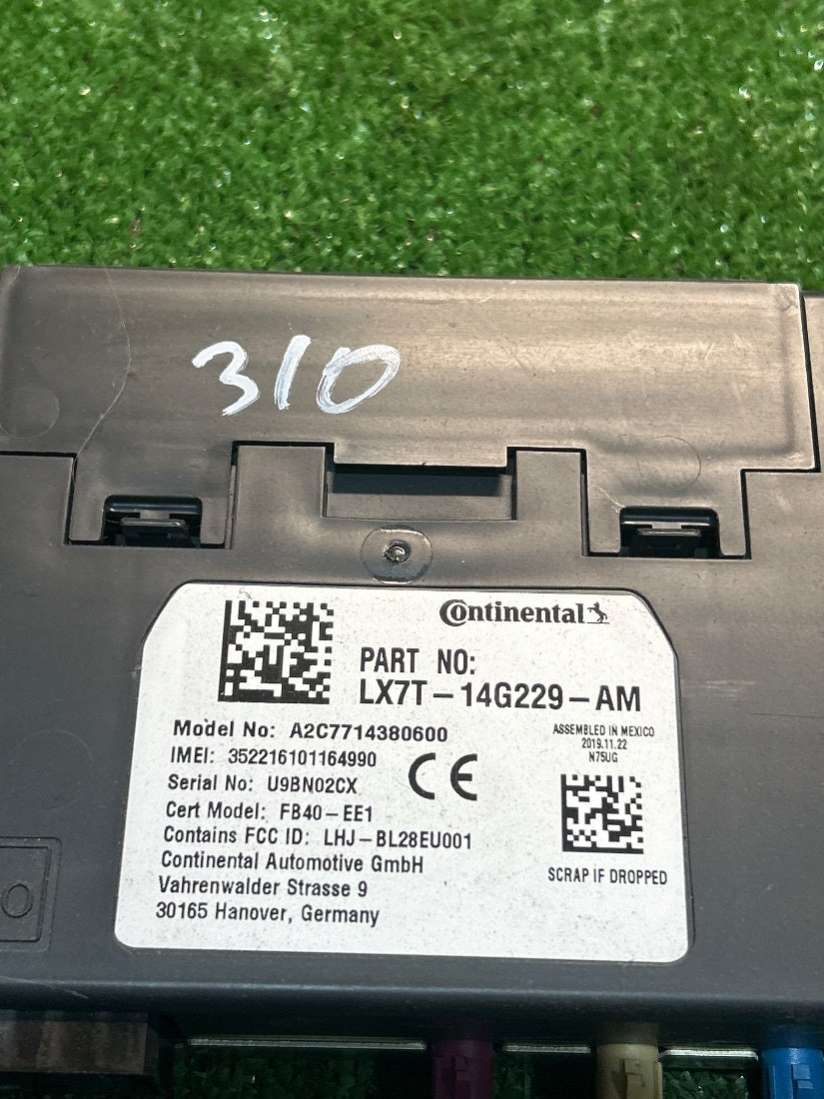 310
Continental
PART NO:
LX7T-14G229-AM
Model No: A2C7714380600
IMEI: 352216101164990
Serial No: U9BN02CX
Cert Model: FB40-EE1
Contains FCC ID: LHJ-BL28EU001
Continental Automotive GmbH
Vahrenwalder Strasse 9
30165 Hanover, Germany
CE
ASSEMBLED IN MEXICO
2019.11.22
N75UG
SCRAP IF DROPPED